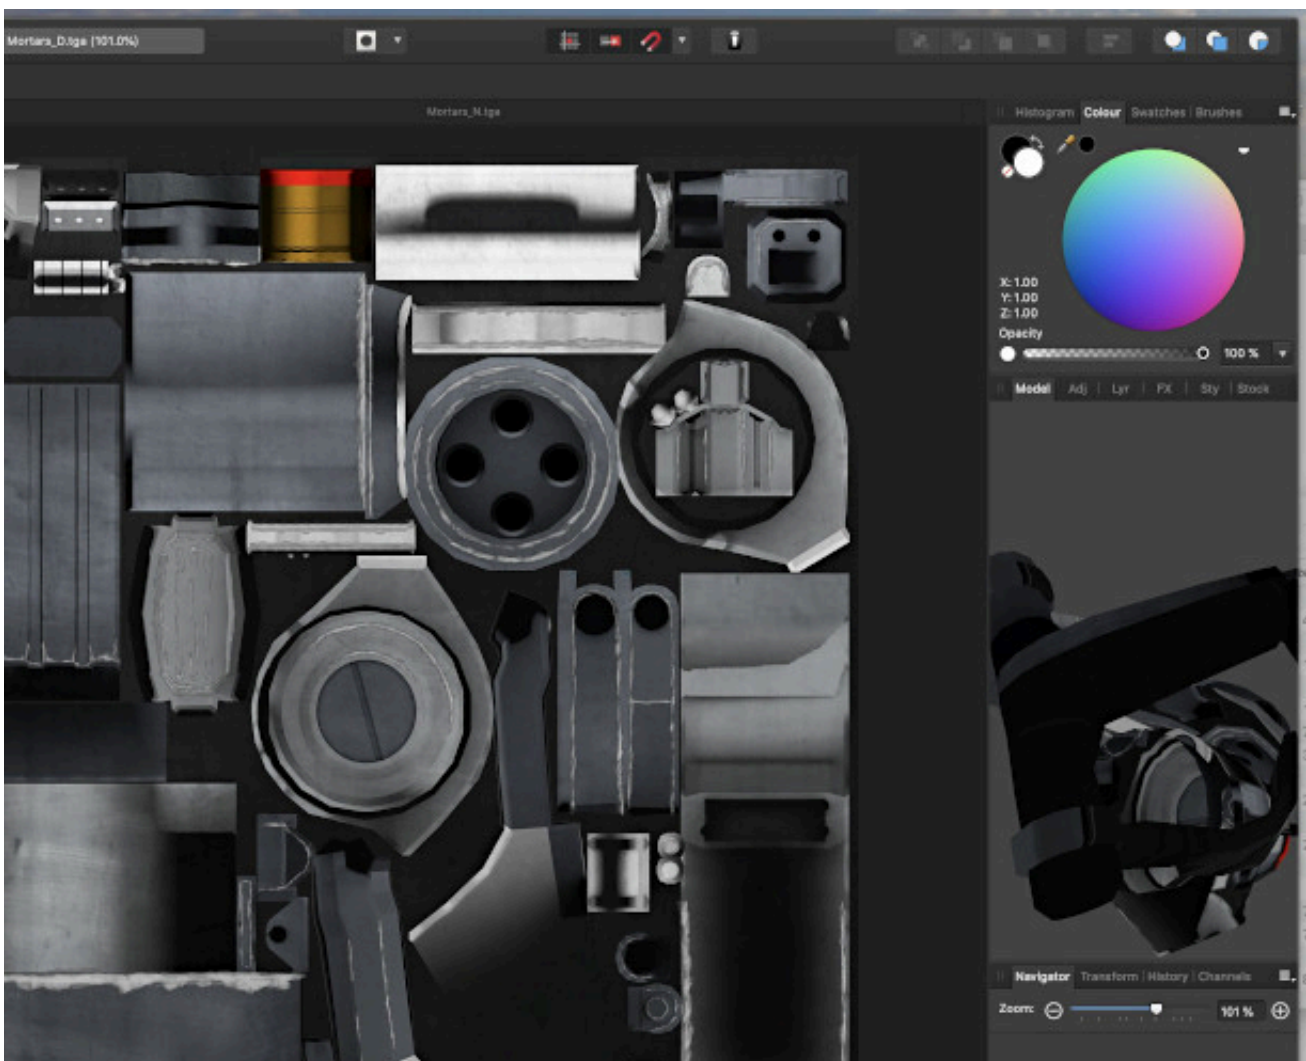 Mortars_D.tga (101.0%)
Mortars_N.tga
Histogram Colour Swatches Brushes
X: 1.00
Y: 1.00
Z: 1.00
Opacity
100 %
Model Adj Lyr FX Sty Stock
Navigator Transform History Channels
Zoom: 101 %